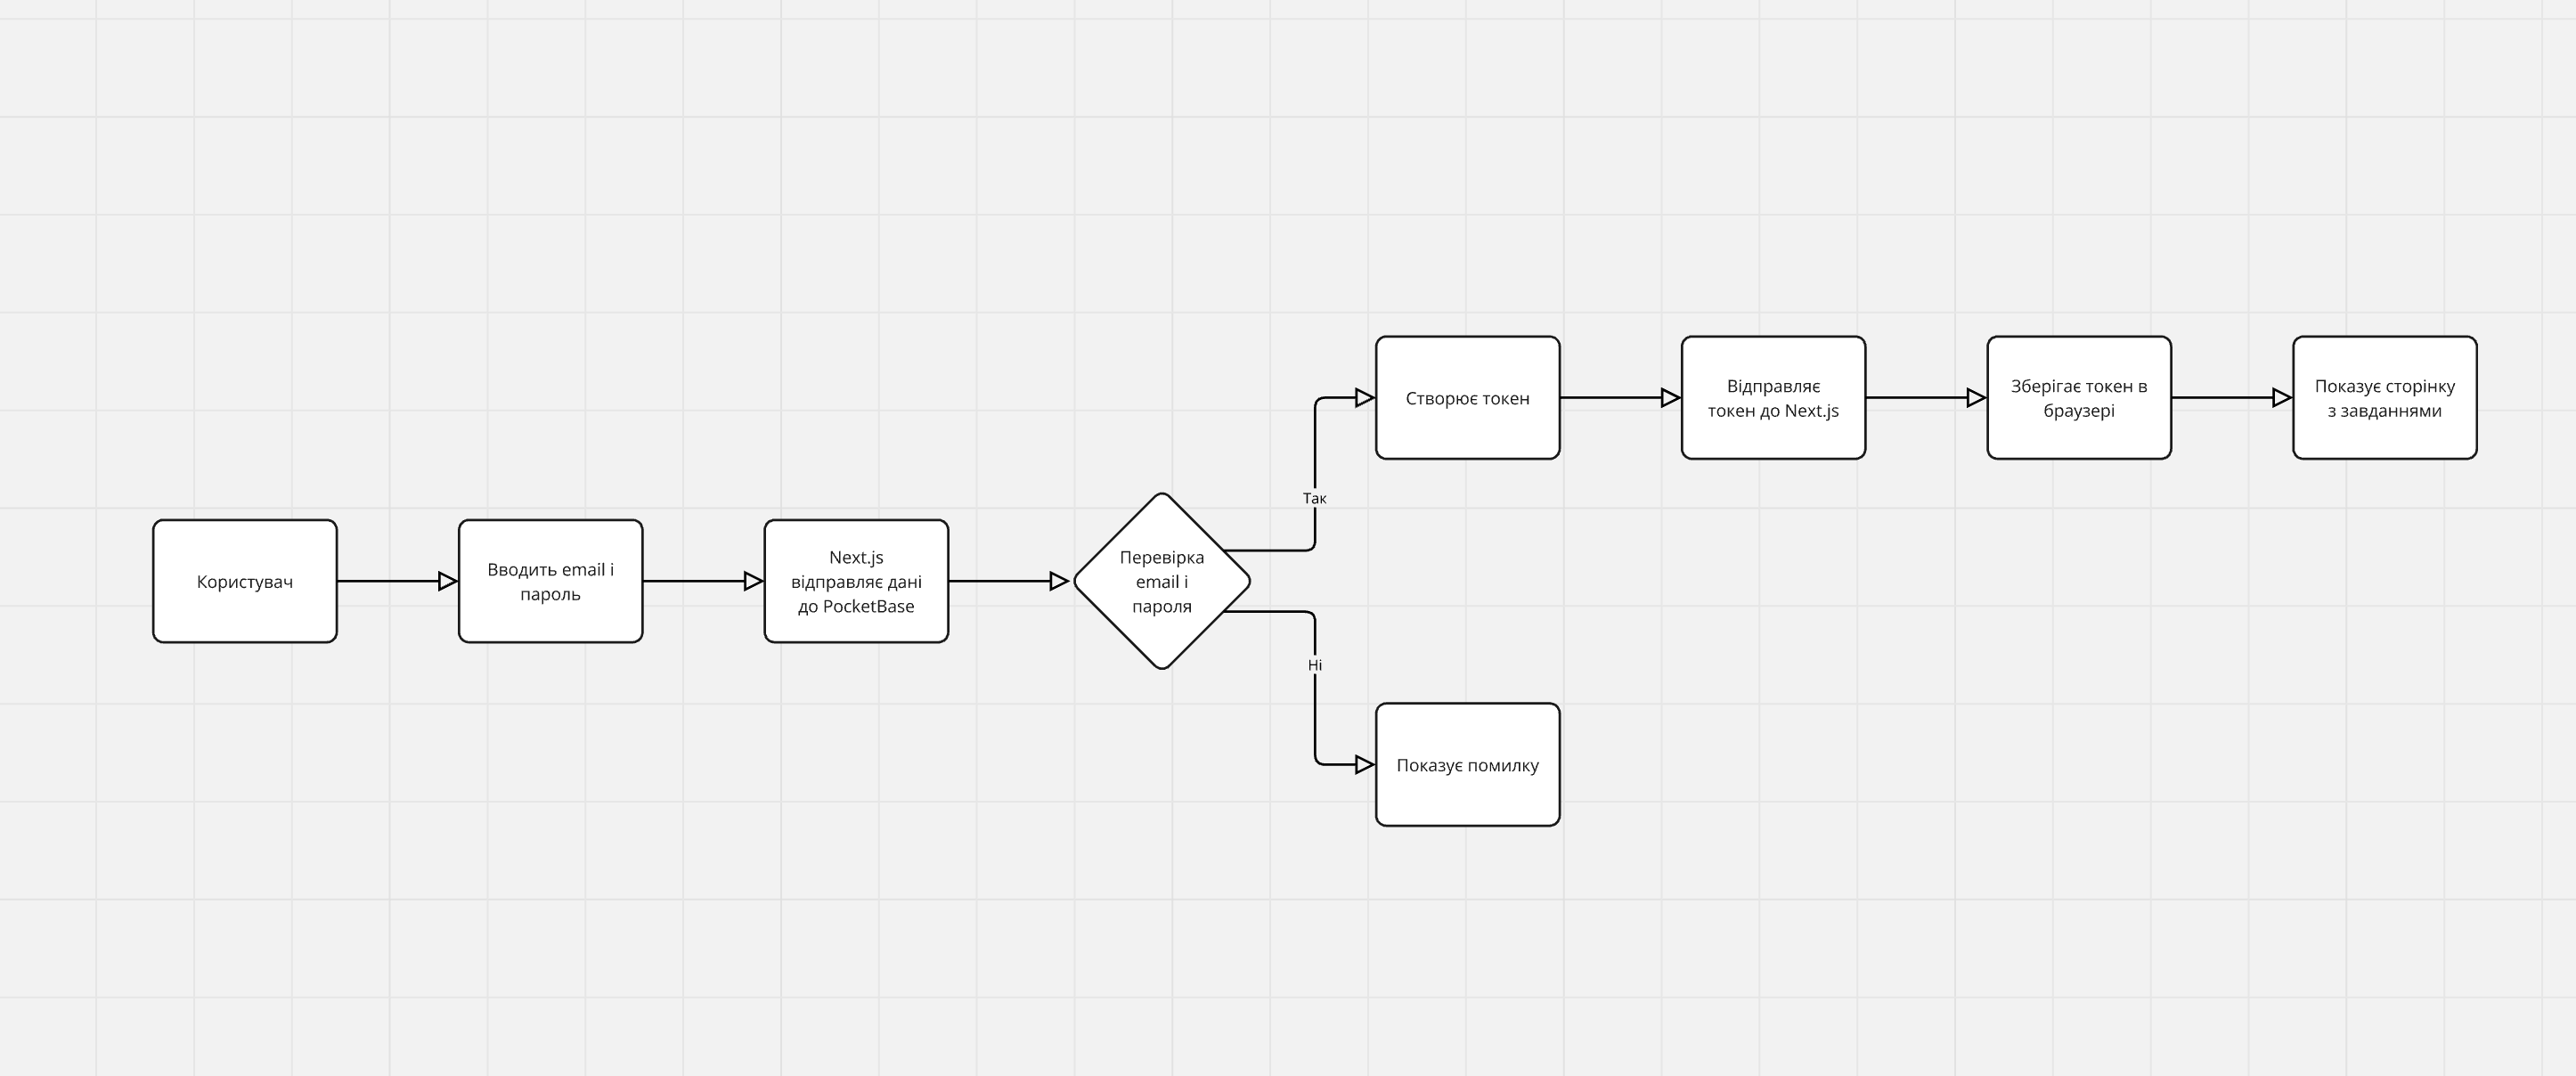 Користувач
Вводить email і
пароль
Next.js
відправляє дані
до PocketBase
Перевірка
email і
пароля
Так
Створює токен
Відправляє
токен до Next.js
Зберігає токен в
браузері
Показує сторінку
з завданнями
Ні
Показує помилку